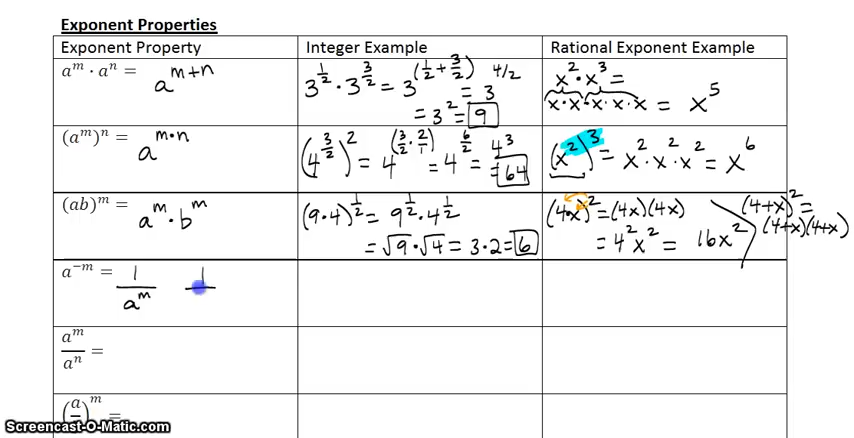 Exponent Properties
Exponent Property Integer Example Rational Exponent Example
a^m · a^n = a^(m+n)
3^(1/2) · 3^(3/2) = 3^(1/2 + 3/2) = 3^(4/2)
= 3^2 = 9
x^2 · x^3 =
x·x·x·x·x = x^5
(a^m)^n = a^(m·n)
(4^(3/2))^2 = 4^(3/2 · 2/1) = 4^(6/2) = 4^3
= 64
(x^2)^3 = x^2 · x^2 · x^2 = x^6
(ab)^m = a^m · b^m
(9·4)^(1/2) = 9^(1/2) · 4^(1/2)
= √9 · √4 = 3·2 = 6
(4·x)^2 = (4x)(4x)
= 4^2 x^2 = 16x^2
(4+x)^2 =
(4+x)(4+x)
a^(−m) = 1/a^m 1
a^m/a^n =
(a/ )^m =
Screencast-O-Matic.com